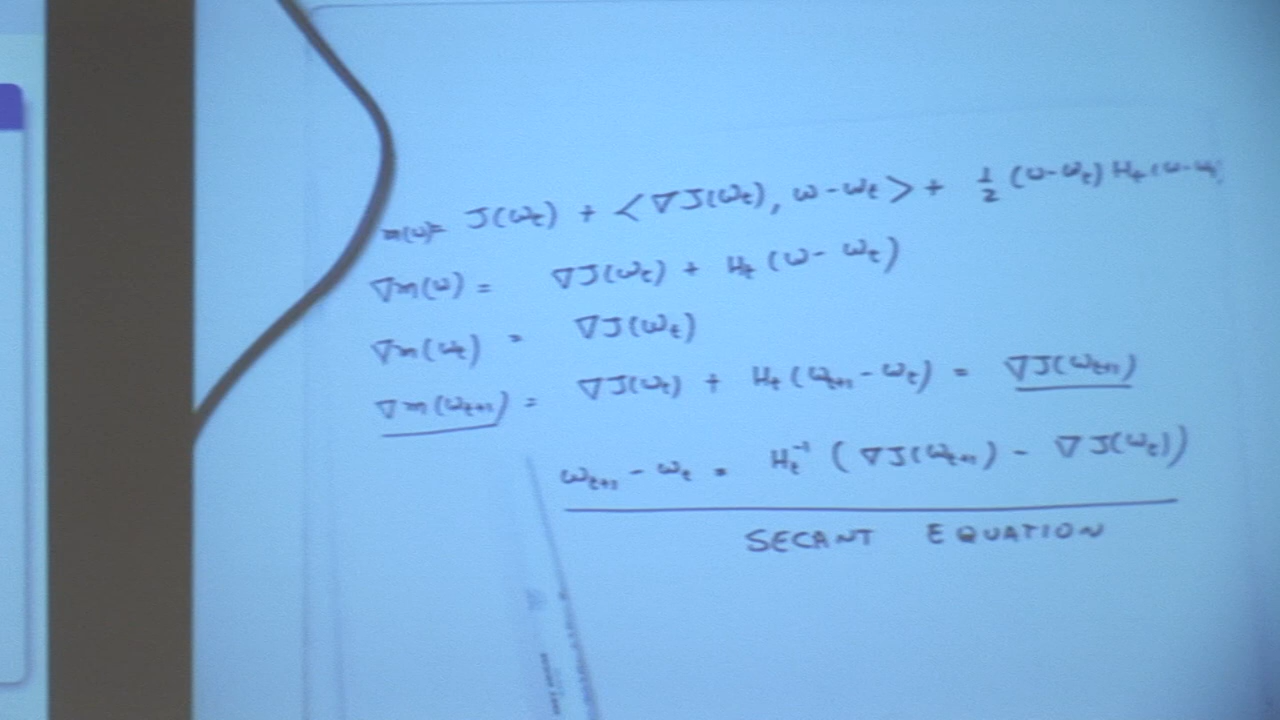 m(ω)= J(ωₜ) + <∇J(ωₜ), ω-ωₜ> + 1/2 (ω-ωₜ) Hₜ (ω-ωₜ)
∇m(ω) = ∇J(ωₜ) + Hₜ (ω- ωₜ)
∇m(ωₜ) = ∇J(ωₜ)
∇m(ωₜ₊₁) = ∇J(ωₜ) + Hₜ (ωₜ₊₁ - ωₜ) = ∇J(ωₜ₊₁)
ωₜ₊₁ - ωₜ = Hₜ⁻¹ ( ∇J(ωₜ₊₁) - ∇J(ωₜ))
SECANT EQUATION